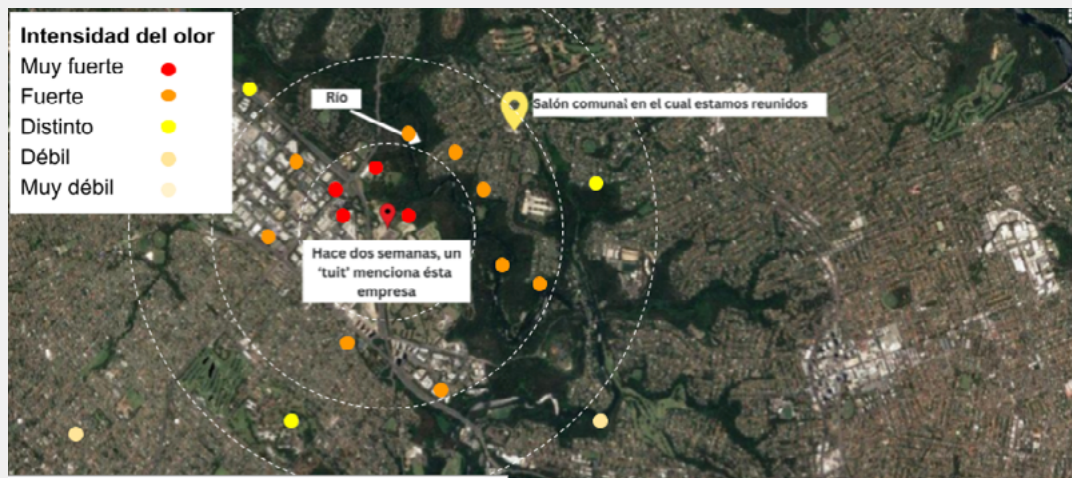 Intensidad del olor
Muy fuerte
Fuerte
Distinto
Débil
Muy débil
Río
Salón comunal en el cual estamos reunidos
Hace dos semanas, un
‘tuit’ menciona ésta
empresa